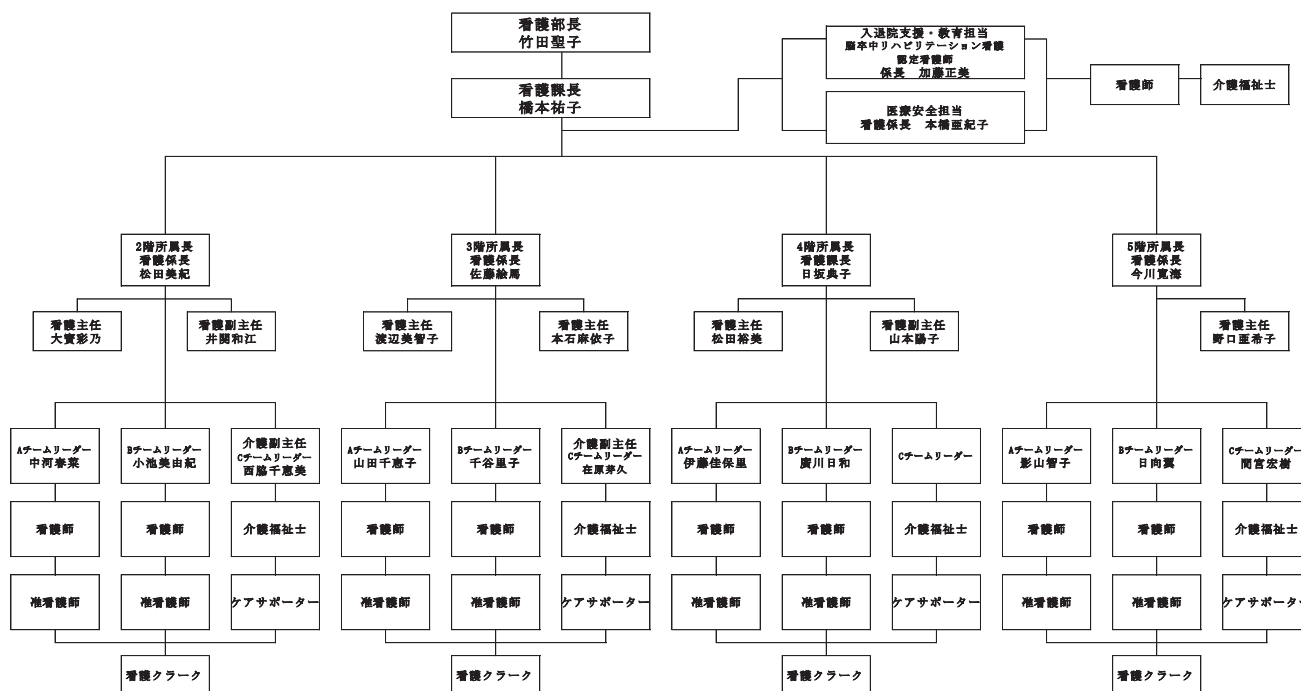 看護部長
竹田聖子
看護課長
橋本祐子
入退院支援・教育担当
脳卒中リハビリテーション看護
認定看護師
係長　加藤正美
医療安全担当
看護係長　本橋亜紀子
看護師
介護福祉士
2階所属長
看護係長
松田美紀
3階所属長
看護係長
佐藤絵馬
4階所属長
看護課長
日坂典子
5階所属長
看護係長
今川寛海
看護主任
大寶彩乃
看護副主任
井関和江
看護主任
渡辺美智子
看護主任
本石麻依子
看護主任
松田裕美
看護副主任
山本陽子
看護主任
野口亜希子
Aチームリーダー
中河春菜
Bチームリーダー
小池美由紀
介護副主任
Cチームリーダー
西脇千恵美
Aチームリーダー
山田千恵子
Bチームリーダー
千谷里子
介護副主任
Cチームリーダー
在原芽久
Aチームリーダー
伊藤佳保里
Bチームリーダー
廣川日和
Cチームリーダー
Aチームリーダー
影山智子
Bチームリーダー
日向翼
Cチームリーダー
間宮宏樹
看護師
看護師
介護福祉士
看護師
看護師
介護福祉士
看護師
看護師
介護福祉士
看護師
看護師
介護福祉士
准看護師
准看護師
ケアサポーター
准看護師
准看護師
ケアサポーター
准看護師
准看護師
ケアサポーター
准看護師
准看護師
ケアサポーター
看護クラーク
看護クラーク
看護クラーク
看護クラーク